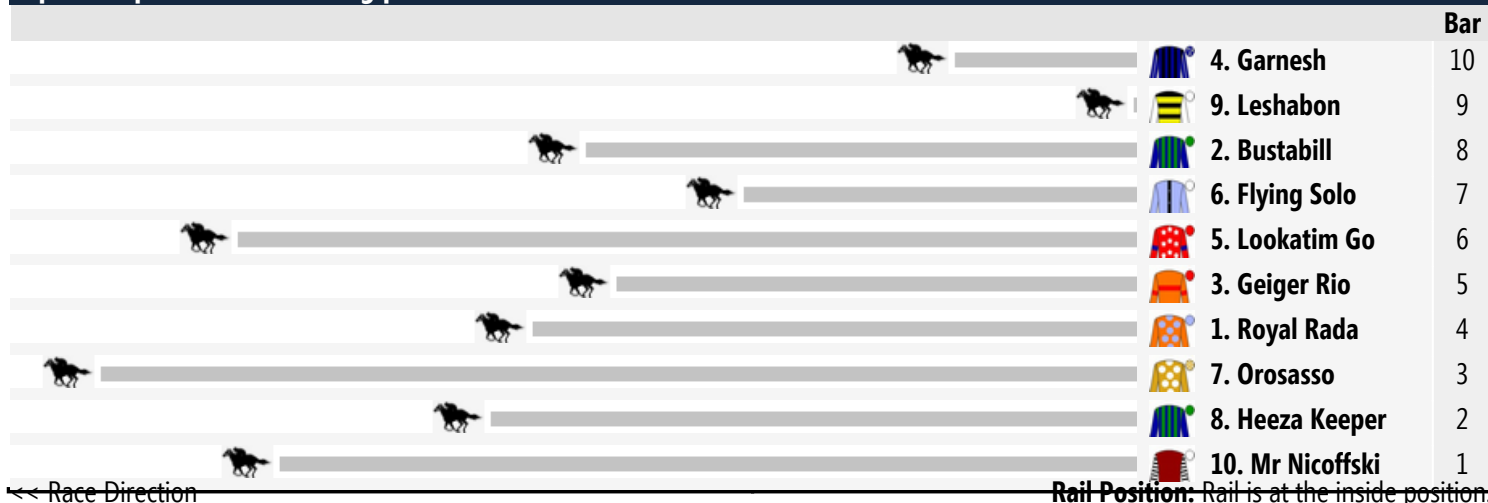 Bar
4. Garnesh 10
9. Leshabon 9
2. Bustabill 8
6. Flying Solo 7
5. Lookatim Go 6
3. Geiger Rio 5
1. Royal Rada 4
7. Orosasso 3
8. Heeza Keeper 2
10. Mr Nicoffski 1
<< Race Direction Rail Position: Rail is at the inside position.